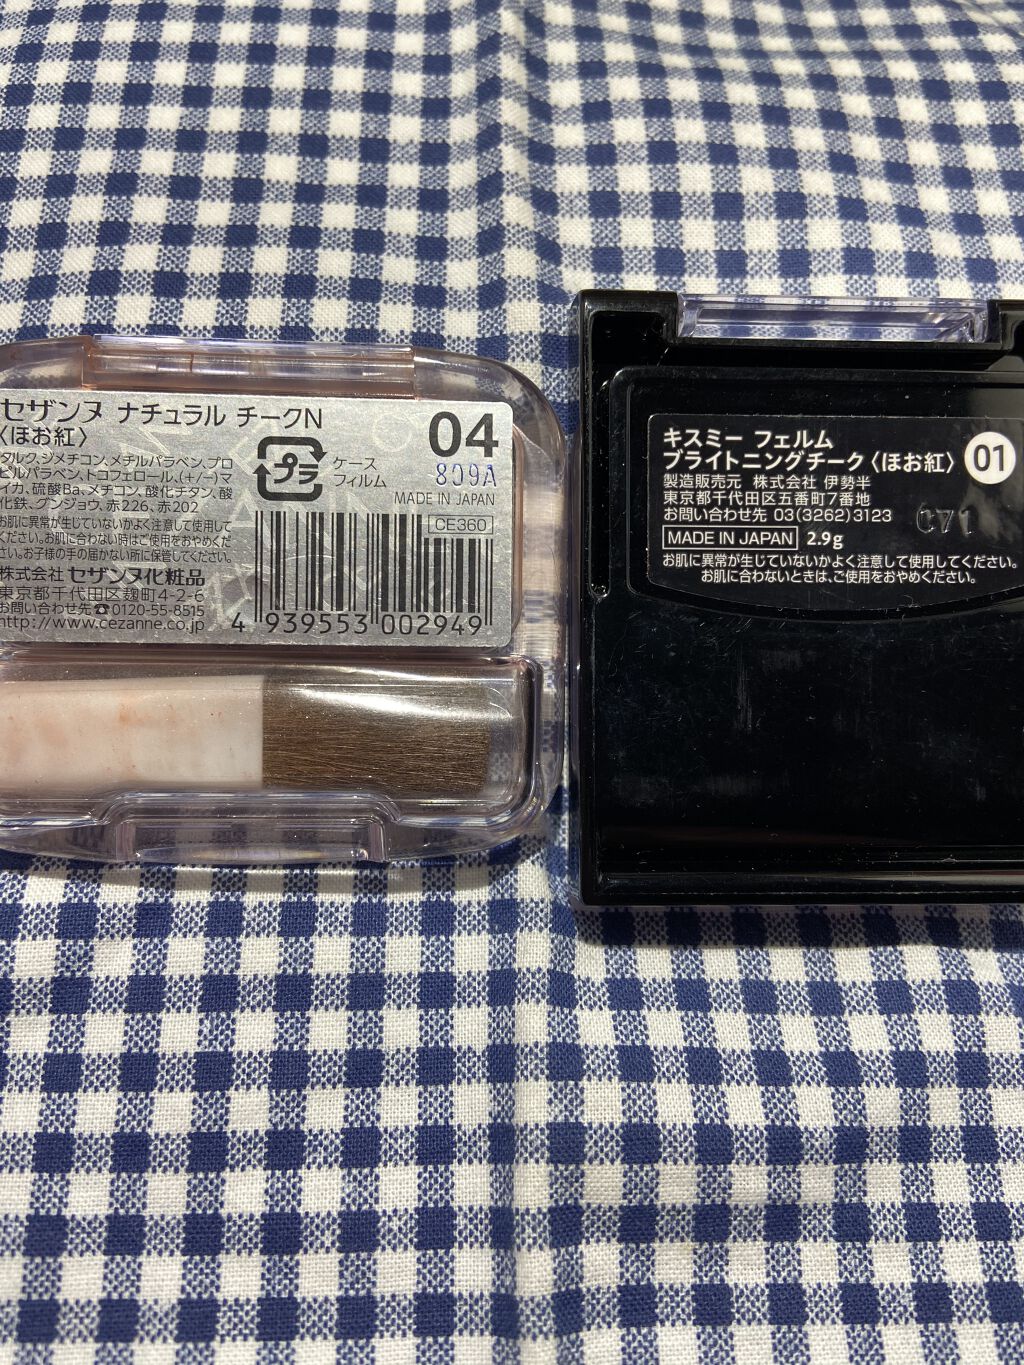 セザンヌ ナチュラル チークN
〈ほお紅〉
タルク、ジメチコン、メチルパラベン、プロ
ピルパラベン、トコフェロール、(+/-)マ
イカ、硫酸Ba、メチコン、酸化チタン、酸
化鉄、グンジョウ、赤226、赤202
お肌に異常が生じていないかよく注意して使用して
ください。お肌に合わない時はご使用をおやめくだ
さい。お子様の手の届かない所に保管してください。
株式会社 セザンヌ化粧品
東京都千代田区麹町4-2-6
お問い合わせ先☎0120-55-8515
http://www.cezanne.co.jp
プラ
ケース
フィルム
04
809A
MADE IN JAPAN
CE360
4 939553 002949
キスミー フェルム
ブライトニングチーク〈ほお紅〉
01
製造販売元 株式会社 伊勢半
東京都千代田区五番町7番地
お問い合わせ先 03(3262)3123
C71
MADE IN JAPAN 2.9g
お肌に異常が生じていないかよく注意して使用してください。
お肌に合わないときは、ご使用をおやめください。